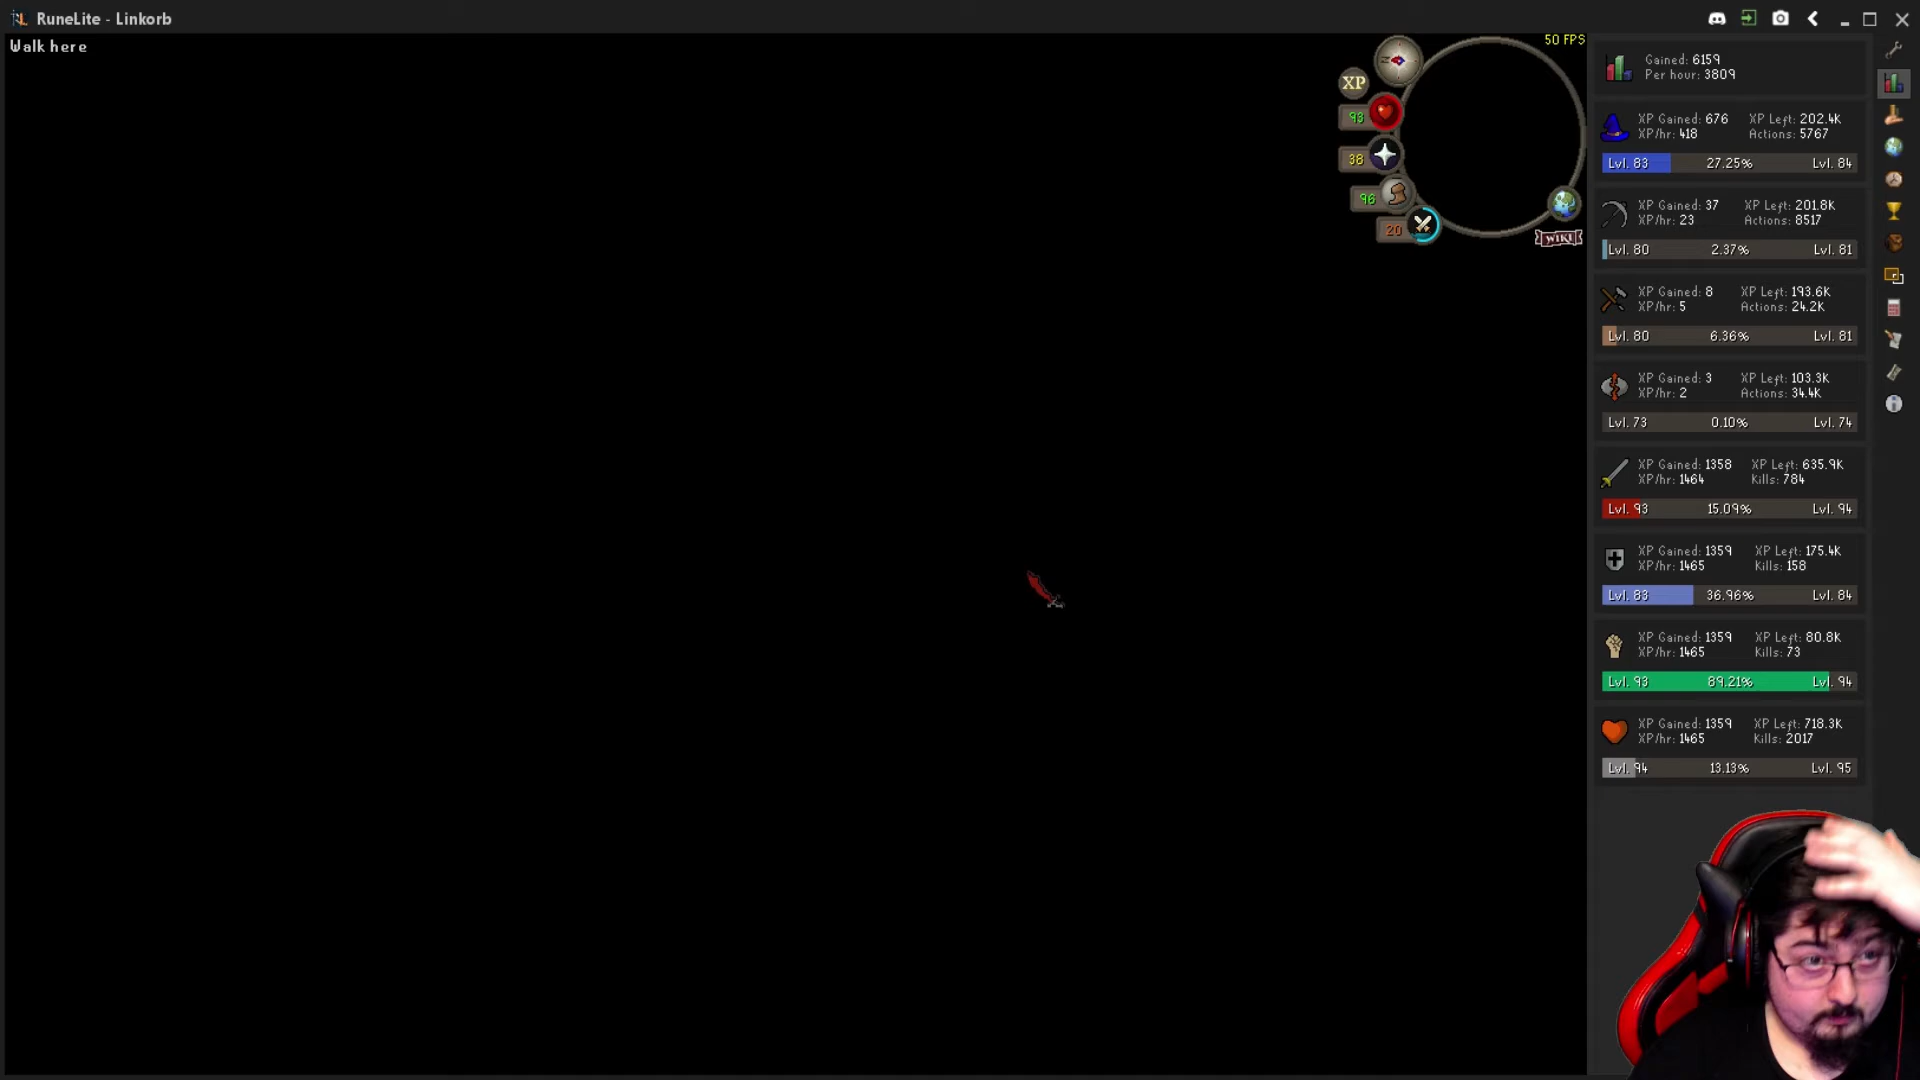 RuneLite - Linkorb
Walk here
50 FPS
XP
93
38
96
20
WIKI
Gained: 6159
Per hour: 3809
XP Gained: 676 XP Left: 202.4K
XP/hr: 418 Actions: 5767
Lvl. 83 27.25% Lvl. 84
XP Gained: 37 XP Left: 201.8K
XP/hr: 23 Actions: 8517
Lvl. 80 2.37% Lvl. 81
XP Gained: 8 XP Left: 193.6K
XP/hr: 5 Actions: 24.2K
Lvl. 80 6.36% Lvl. 81
XP Gained: 3 XP Left: 103.3K
XP/hr: 2 Actions: 34.4K
Lvl. 73 0.10% Lvl. 74
XP Gained: 1358 XP Left: 635.9K
XP/hr: 1464 Kills: 784
Lvl. 93 15.09% Lvl. 94
XP Gained: 1359 XP Left: 175.4K
XP/hr: 1465 Kills: 158
Lvl. 83 36.96% Lvl. 84
XP Gained: 1359 XP Left: 80.8K
XP/hr: 1465 Kills: 73
Lvl. 93 89.21% Lvl. 94
XP Gained: 1359 XP Left: 718.3K
XP/hr: 1465 Kills: 2017
Lvl. 94 13.13% Lvl. 95